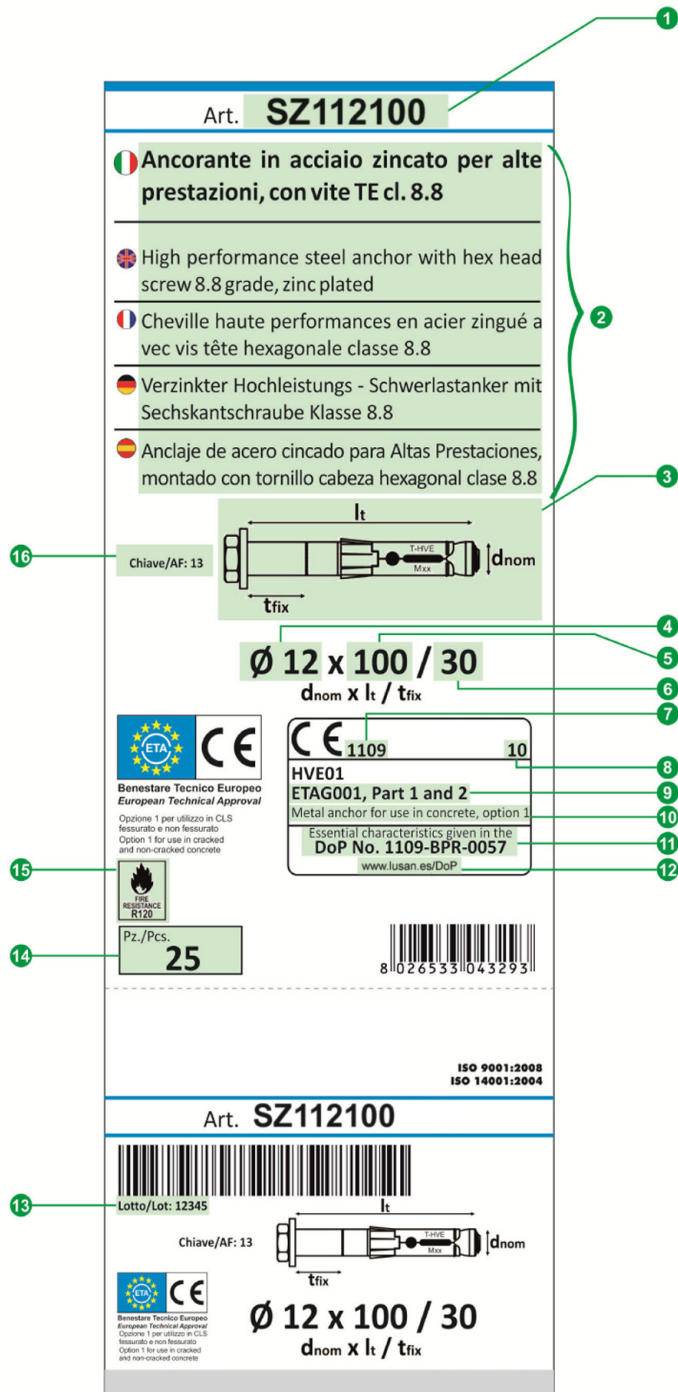 1
Art. SZ112100
Ancorante in acciaio zincato per alte
prestazioni, con vite TE cl. 8.8
High performance steel anchor with hex head
screw 8.8 grade, zinc plated
2
Cheville haute performances en acier zingué a
vec vis tête hexagonale classe 8.8
Verzinkter Hochleistungs - Schwerlastanker mit
Sechskantschraube Klasse 8.8
Anclaje de acero cincado para Altas Prestaciones,
montado con tornillo cabeza hexagonal clase 8.8
3
lt
16
Chiave/AF: 13
T-HVE
Mxx
dnom
tfix
4
Ø 12 x 100 / 30
5
dnom x lt / tfix
6
7
ETA CE
CE 1109 10
8
HVE01
Benestare Tecnico Europeo
European Technical Approval
ETAG001, Part 1 and 2
9
Metal anchor for use in concrete, option 1
10
Opzione 1 per utilizzo in CLS
fessurato e non fessurato
Option 1 for use in cracked
and non-cracked concrete
Essential characteristics given in the
DoP No. 1109-BPR-0057
11
www.lusan.es/DoP
12
15
FIRE
RESISTANCE
R120
14
Pz./Pcs.
25
8 026533 043293
ISO 9001:2008
ISO 14001:2004
Art. SZ112100
13
Lotto/Lot: 12345
lt
Chiave/AF: 13
T-HVE
Mxx
dnom
tfix
ETA CE
Benestare Tecnico Europeo
European Technical Approval
Opzione 1 per utilizzo in CLS
fessurato e non fessurato
Option 1 for use in cracked
and non-cracked concrete
Ø 12 x 100 / 30
dnom x lt / tfix